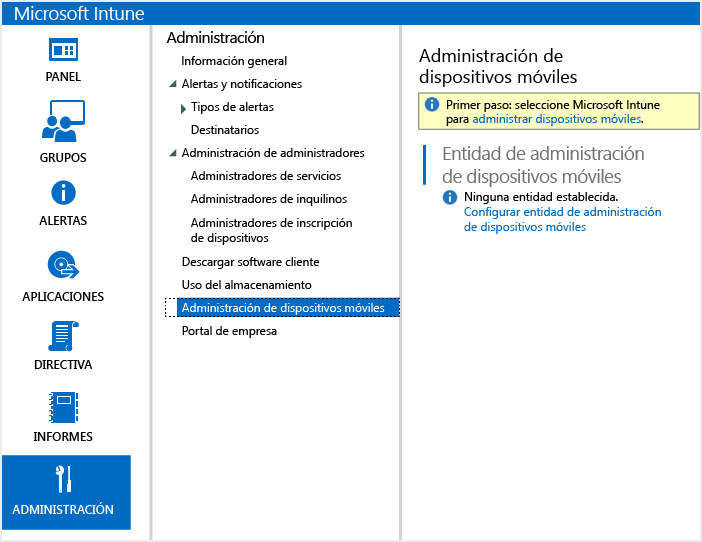 Microsoft Intune
PANEL
GRUPOS
ALERTAS
APLICACIONES
DIRECTIVA
INFORMES
ADMINISTRACIÓN
Administración
Información general
Alertas y notificaciones
Tipos de alertas
Destinatarios
Administración de administradores
Administradores de servicios
Administradores de inquilinos
Administradores de inscripción
de dispositivos
Descargar software cliente
Uso del almacenamiento
Administración de dispositivos móviles
Portal de empresa
Administración de
dispositivos móviles
Primer paso: seleccione Microsoft Intune
para administrar dispositivos móviles.
Entidad de administración
de dispositivos móviles
Ninguna entidad establecida.
Configurar entidad de administración
de dispositivos móviles